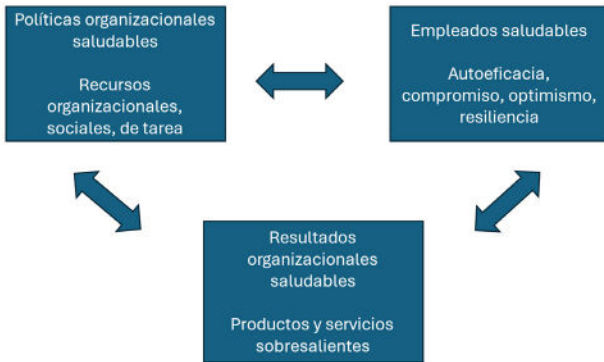 Políticas organizacionales
saludables
Recursos
organizacionales,
sociales, de tarea
Empleados saludables
Autoeficacia,
compromiso, optimismo,
resiliencia
Resultados
organizacionales
saludables
Productos y servicios
sobresalientes